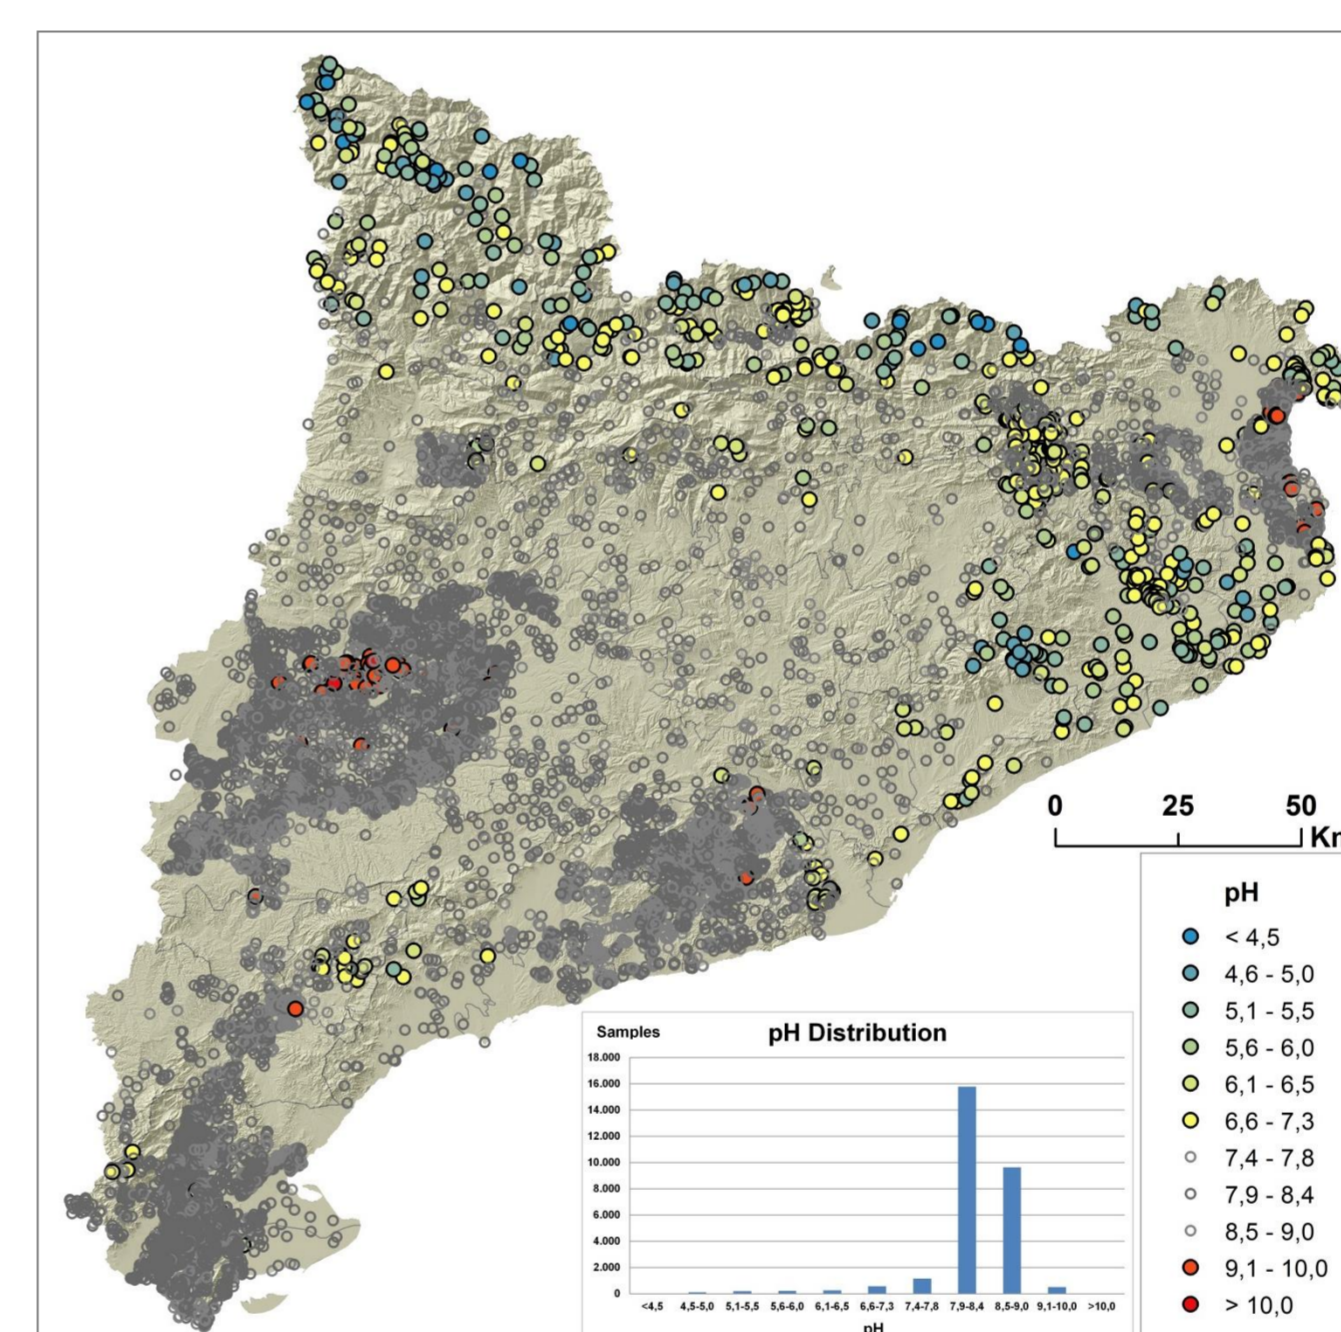 0 25 50
Km
pH
< 4,5
4,6 - 5,0
5,1 - 5,5
5,6 - 6,0
6,1 - 6,5
6,6 - 7,3
7,4 - 7,8
7,9 - 8,4
8,5 - 9,0
9,1 - 10,0
> 10,0
Samples
pH Distribution
18.000
16.000
14.000
12.000
10.000
8.000
6.000
4.000
2.000
0
<4,5 4,5-5,0 5,1-5,5 5,6-6,0 6,1-6,5 6,6-7,3 7,4-7,8 7,9-8,4 8,5-9,0 9,1-10,0 >10,0
pH